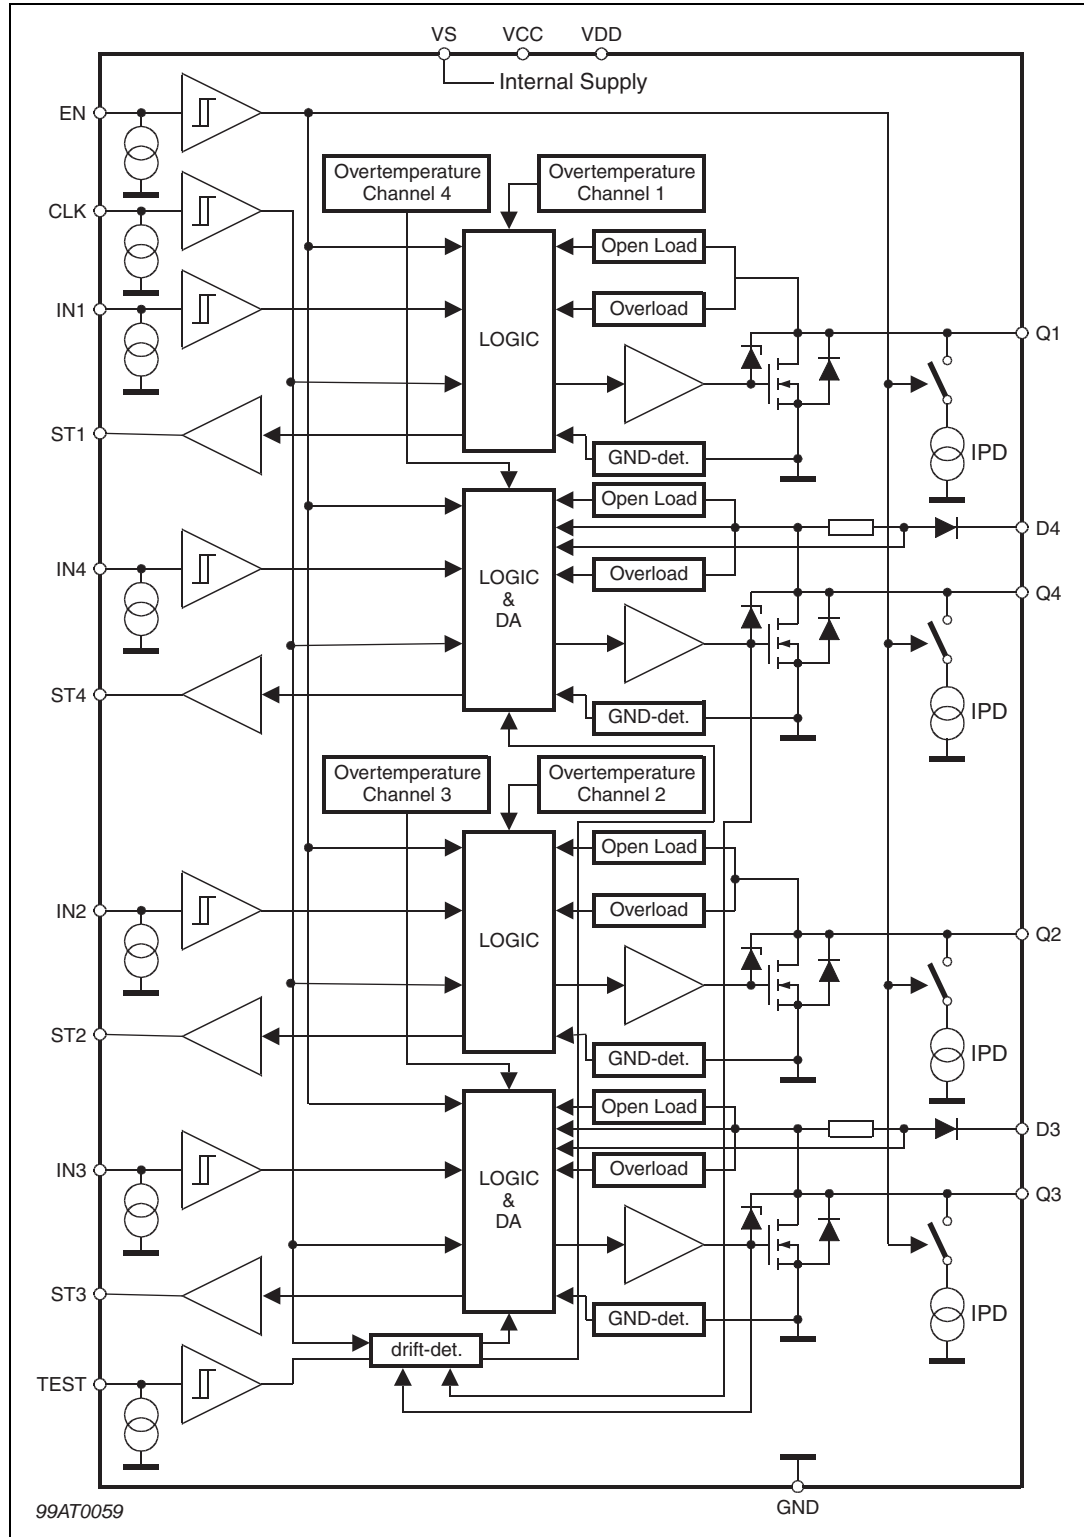 VS VCC VDD
Internal Supply
EN
Overtemperature
Channel 4
Overtemperature
Channel 1
CLK
Open Load
IN1
Overload
LOGIC
Q1
ST1
GND-det.
IPD
Open Load
D4
IN4
LOGIC
&
DA
Overload
Q4
ST4
GND-det.
IPD
Overtemperature
Channel 3
Overtemperature
Channel 2
Open Load
IN2
Overload
LOGIC
Q2
ST2
GND-det.
IPD
Open Load
D3
IN3
LOGIC
&
DA
Overload
Q3
ST3
GND-det.
IPD
drift-det.
TEST
GND
99AT0059